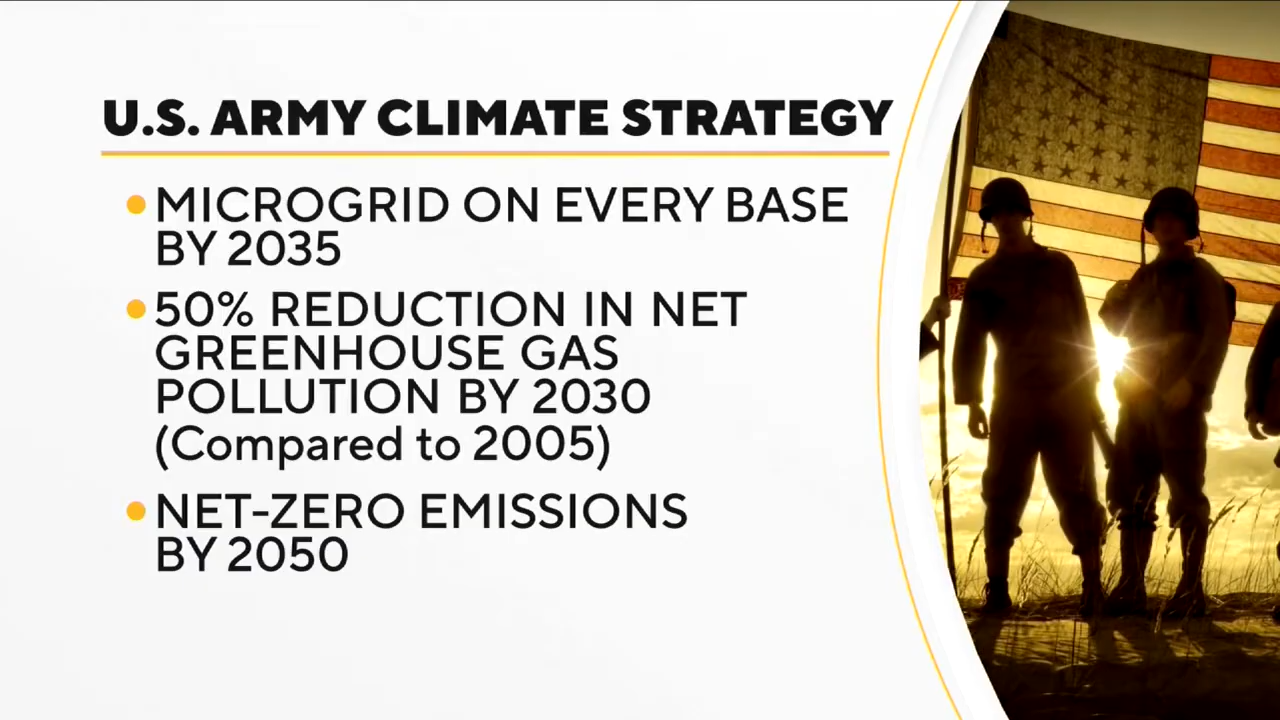 U.S. ARMY CLIMATE STRATEGY
MICROGRID ON EVERY BASE
BY 2035
50% REDUCTION IN NET
GREENHOUSE GAS
POLLUTION BY 2030
(Compared to 2005)
NET-ZERO EMISSIONS
BY 2050